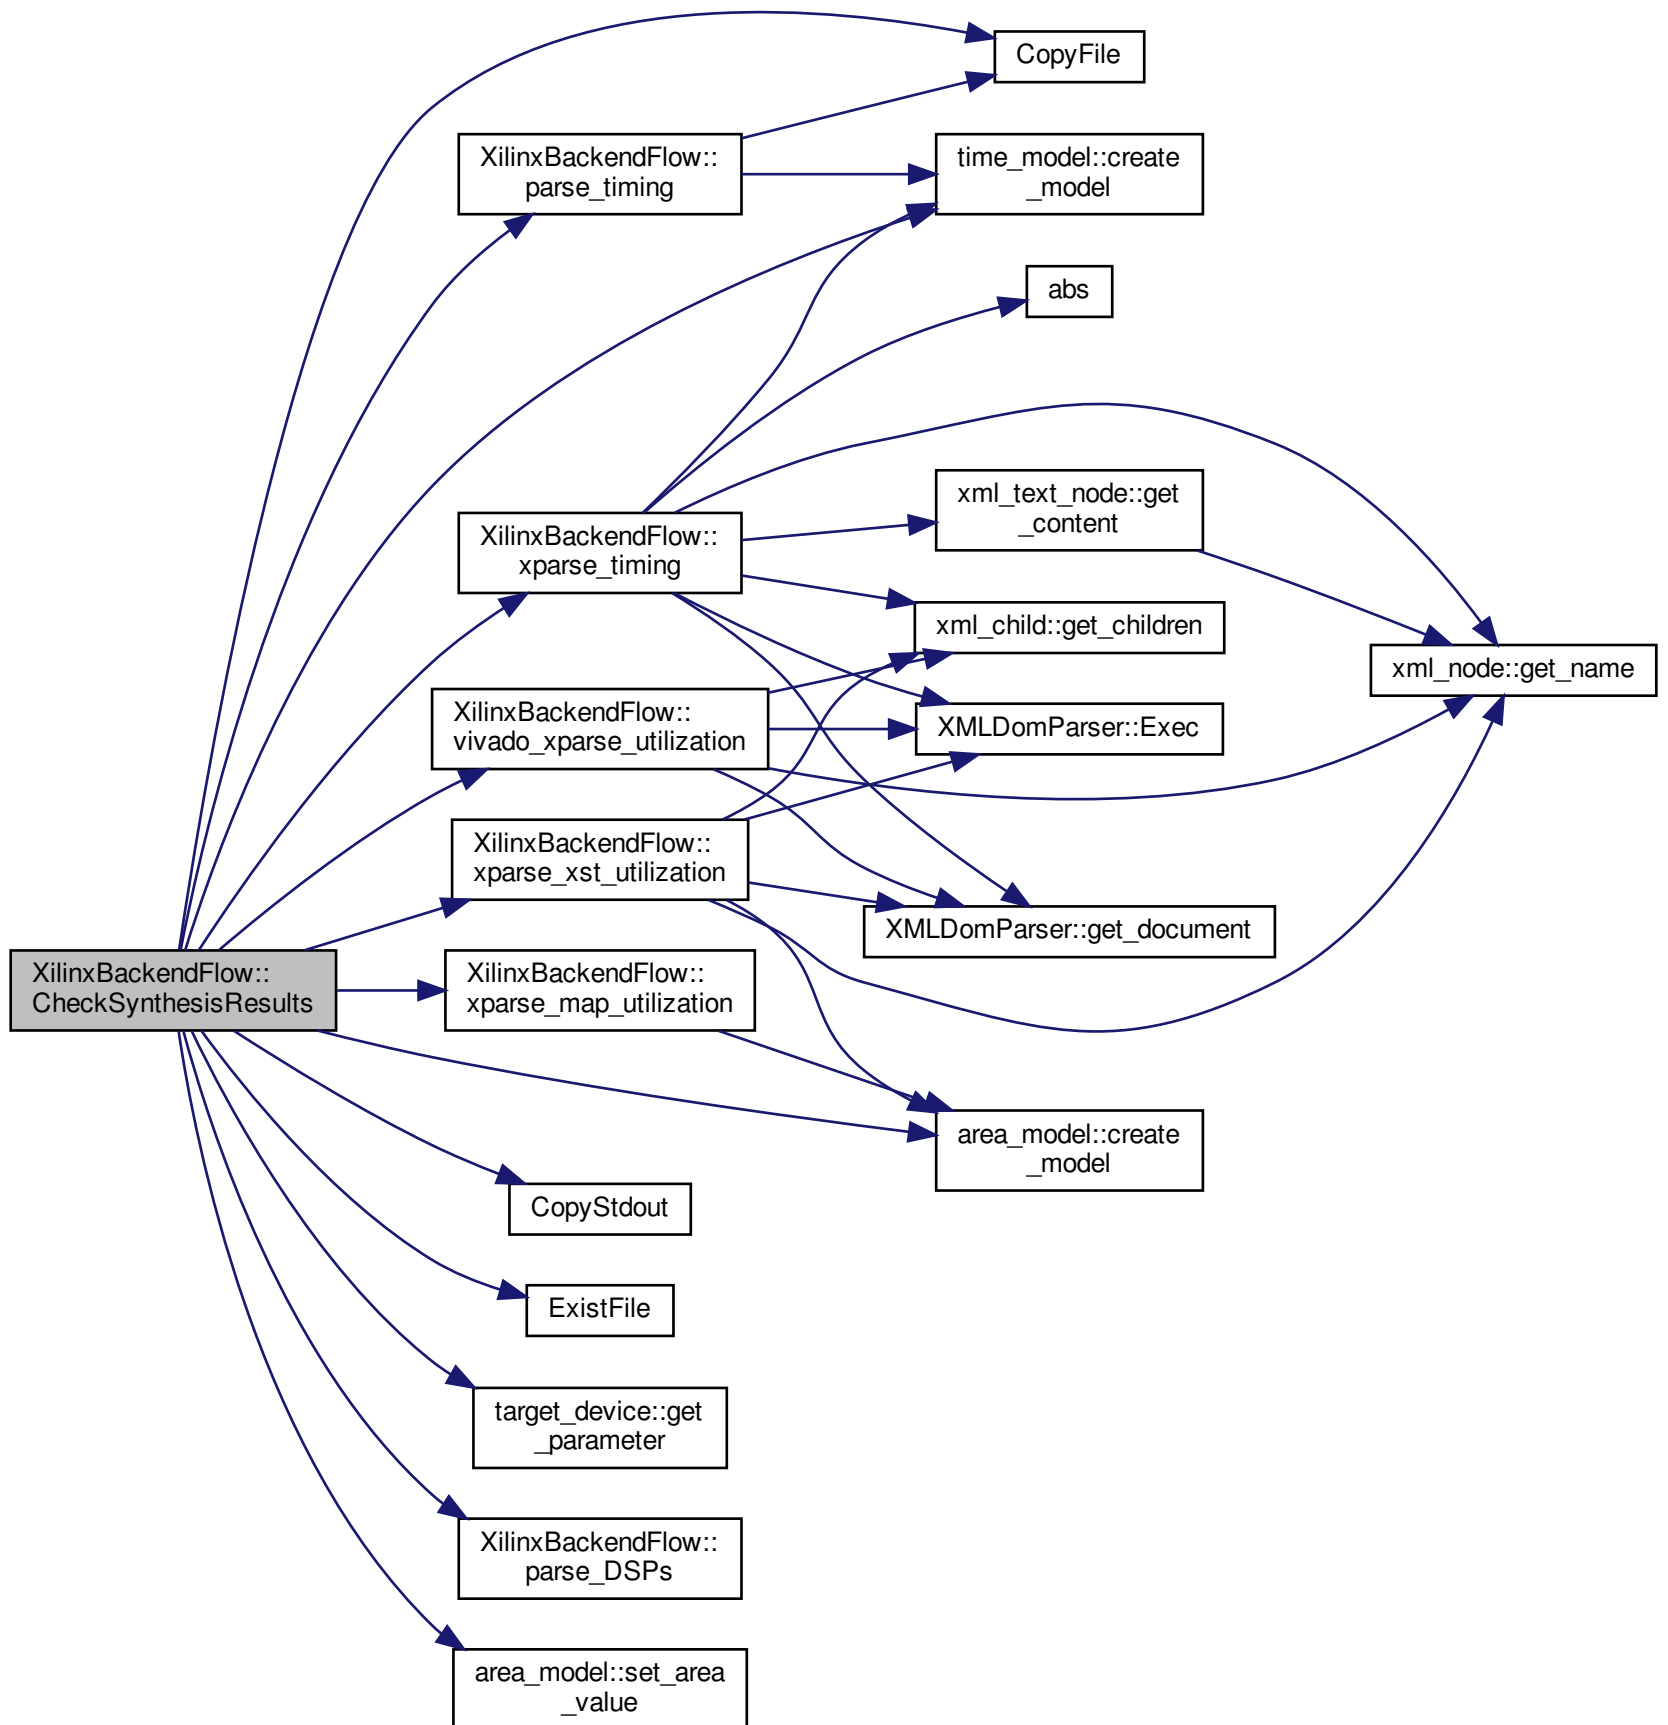 CopyFile
XilinxBackendFlow::
parse_timing
time_model::create
_model
abs
xml_text_node::get
_content
XilinxBackendFlow::
xparse_timing
xml_child::get_children
xml_node::get_name
XilinxBackendFlow::
vivado_xparse_utilization
XMLDomParser::Exec
XilinxBackendFlow::
xparse_xst_utilization
XMLDomParser::get_document
XilinxBackendFlow::
CheckSynthesisResults
XilinxBackendFlow::
xparse_map_utilization
area_model::create
_model
CopyStdout
ExistFile
target_device::get
_parameter
XilinxBackendFlow::
parse_DSPs
area_model::set_area
_value